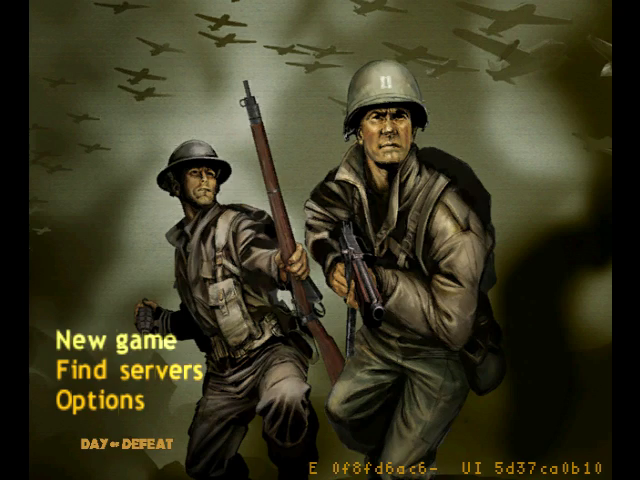 New game
Find servers
Options
DAY OF DEFEAT
E 0f8fd6ac6- UI 5d37ca0b10